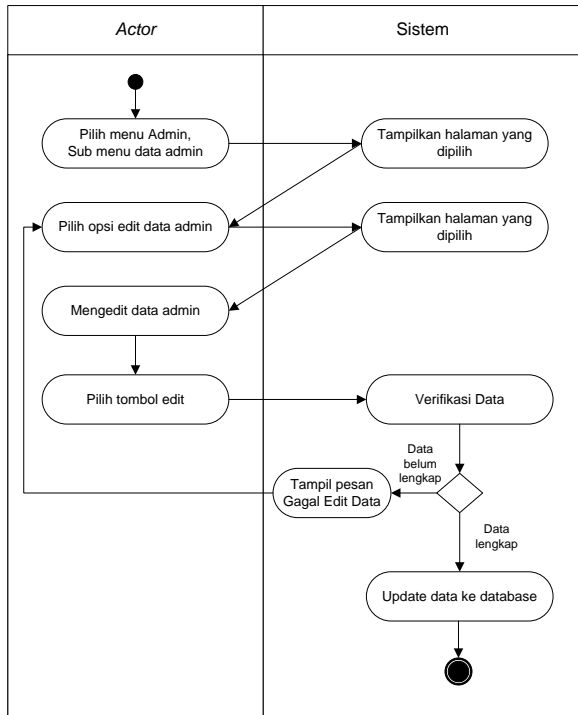 Actor
Sistem
Pilih menu Admin,
Sub menu data admin
Tampilkan halaman yang
dipilih
Pilih opsi edit data admin
Tampilkan halaman yang
dipilih
Mengedit data admin
Pilih tombol edit
Verifikasi Data
Data
belum
lengkap
Tampil pesan
Gagal Edit Data
Data
lengkap
Update data ke database